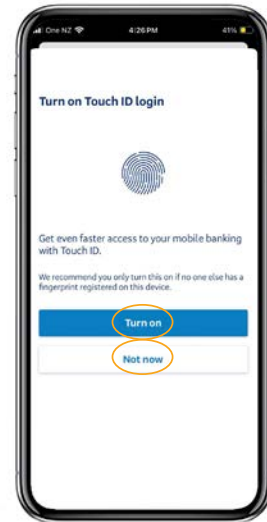 One NZ
4:26 PM
41%
Turn on Touch ID login
Get even faster access to your mobile banking
with Touch ID.
We recommend you only turn this on if no one else has a
fingerprint registered on this device.
Turn on
Not now